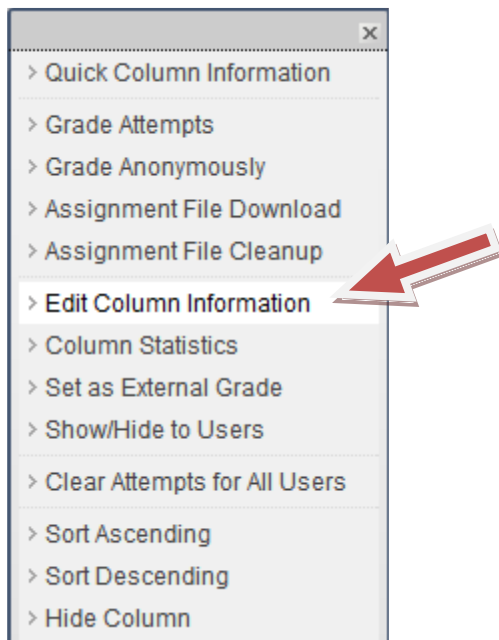 > Quick Column Information
> Grade Attempts
> Grade Anonymously
> Assignment File Download
> Assignment File Cleanup
> Edit Column Information
> Column Statistics
> Set as External Grade
> Show/Hide to Users
> Clear Attempts for All Users
> Sort Ascending
> Sort Descending
> Hide Column